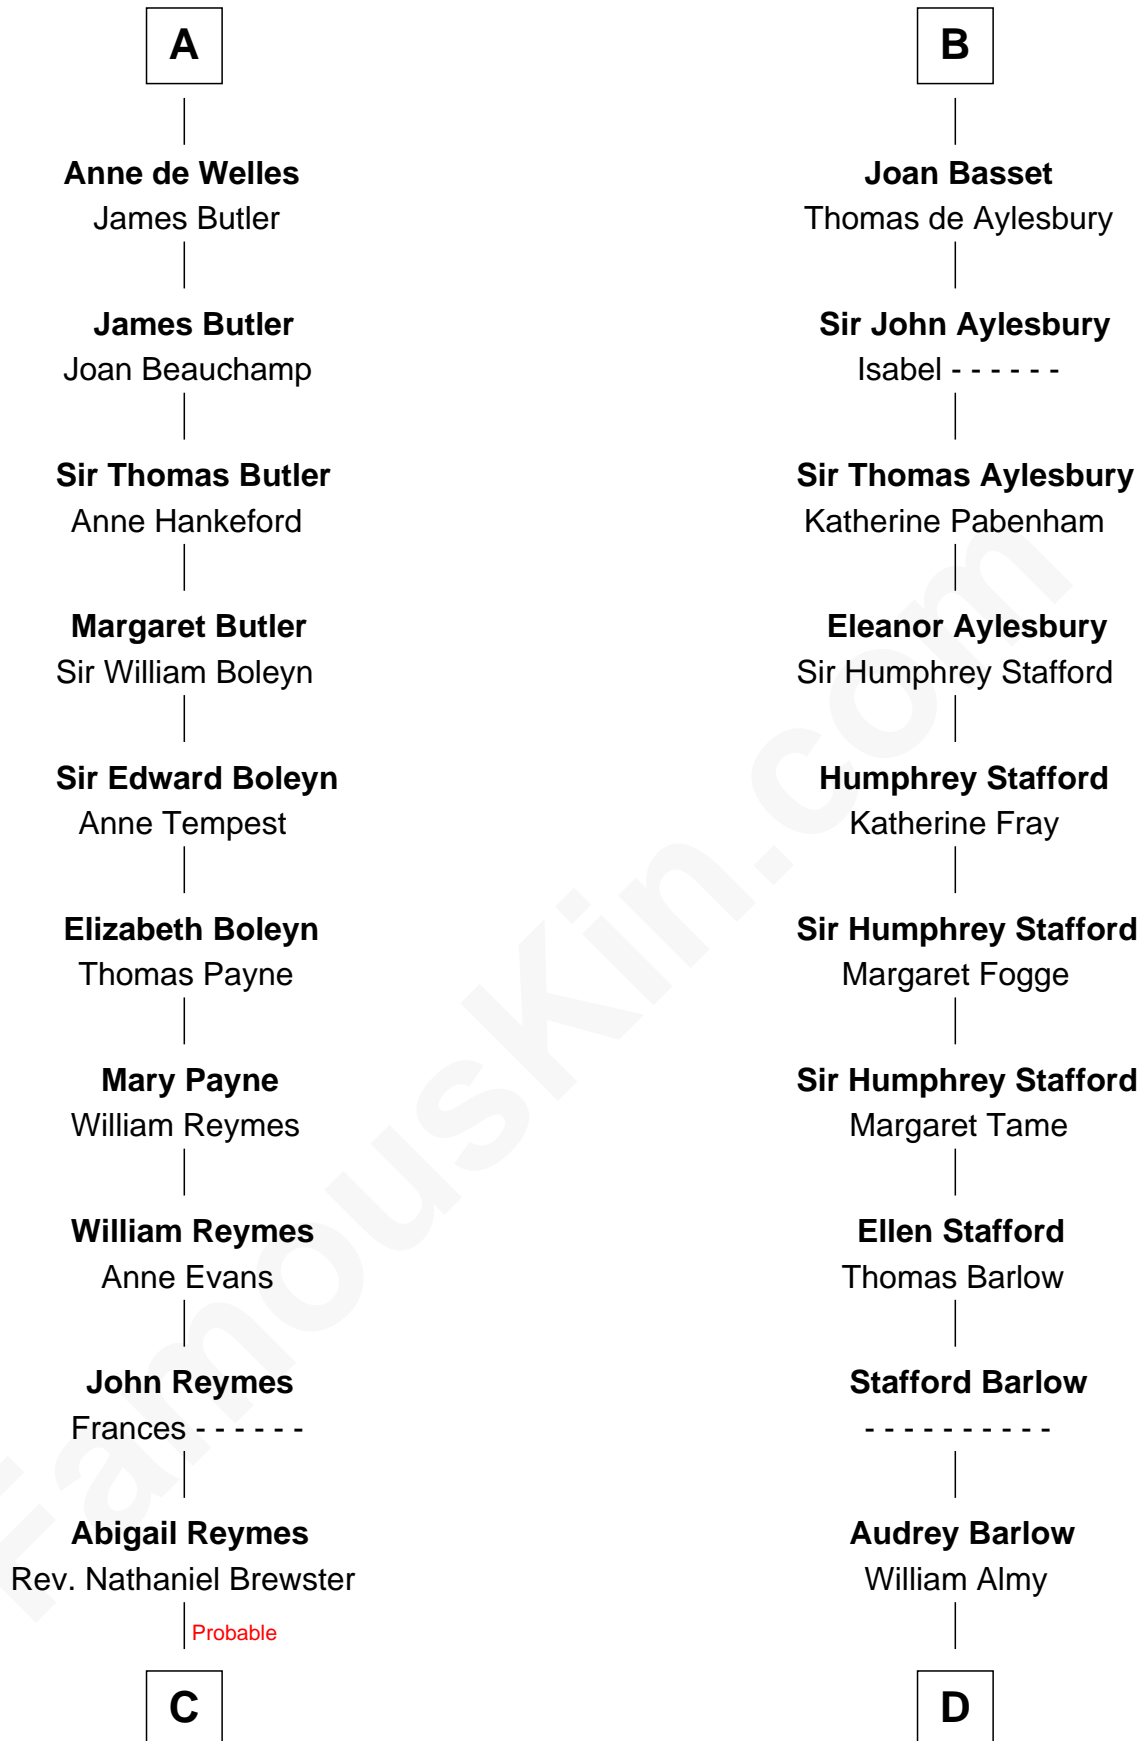 A
Anne de Welles
James Butler
James Butler
Joan Beauchamp
Sir Thomas Butler
Anne Hankeford
Margaret Butler
Sir William Boleyn
Sir Edward Boleyn
Anne Tempest
Elizabeth Boleyn
Thomas Payne
Mary Payne
William Reymes
William Reymes
Anne Evans
John Reymes
Frances - - - - - -
Abigail Reymes
Rev. Nathaniel Brewster
Probable
C
B
Joan Basset
Thomas de Aylesbury
Sir John Aylesbury
Isabel - - - - - -
Sir Thomas Aylesbury
Katherine Pabenham
Eleanor Aylesbury
Sir Humphrey Stafford
Humphrey Stafford
Katherine Fray
Sir Humphrey Stafford
Margaret Fogge
Sir Humphrey Stafford
Margaret Tame
Ellen Stafford
Thomas Barlow
Stafford Barlow
- - - - - - - - - -
Audrey Barlow
William Almy
D
FamousKin.com